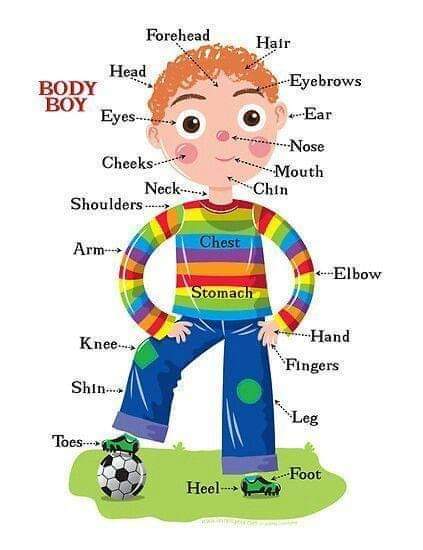 Forehead
Hair
Head
Eyebrows
BODY
BOY
Eyes
Ear
Nose
Cheeks
Mouth
Neck
Chin
Shoulders
Chest
Arm
Elbow
Stomach
Knee
Hand
Fingers
Shin
Leg
Toes
Foot
Heel